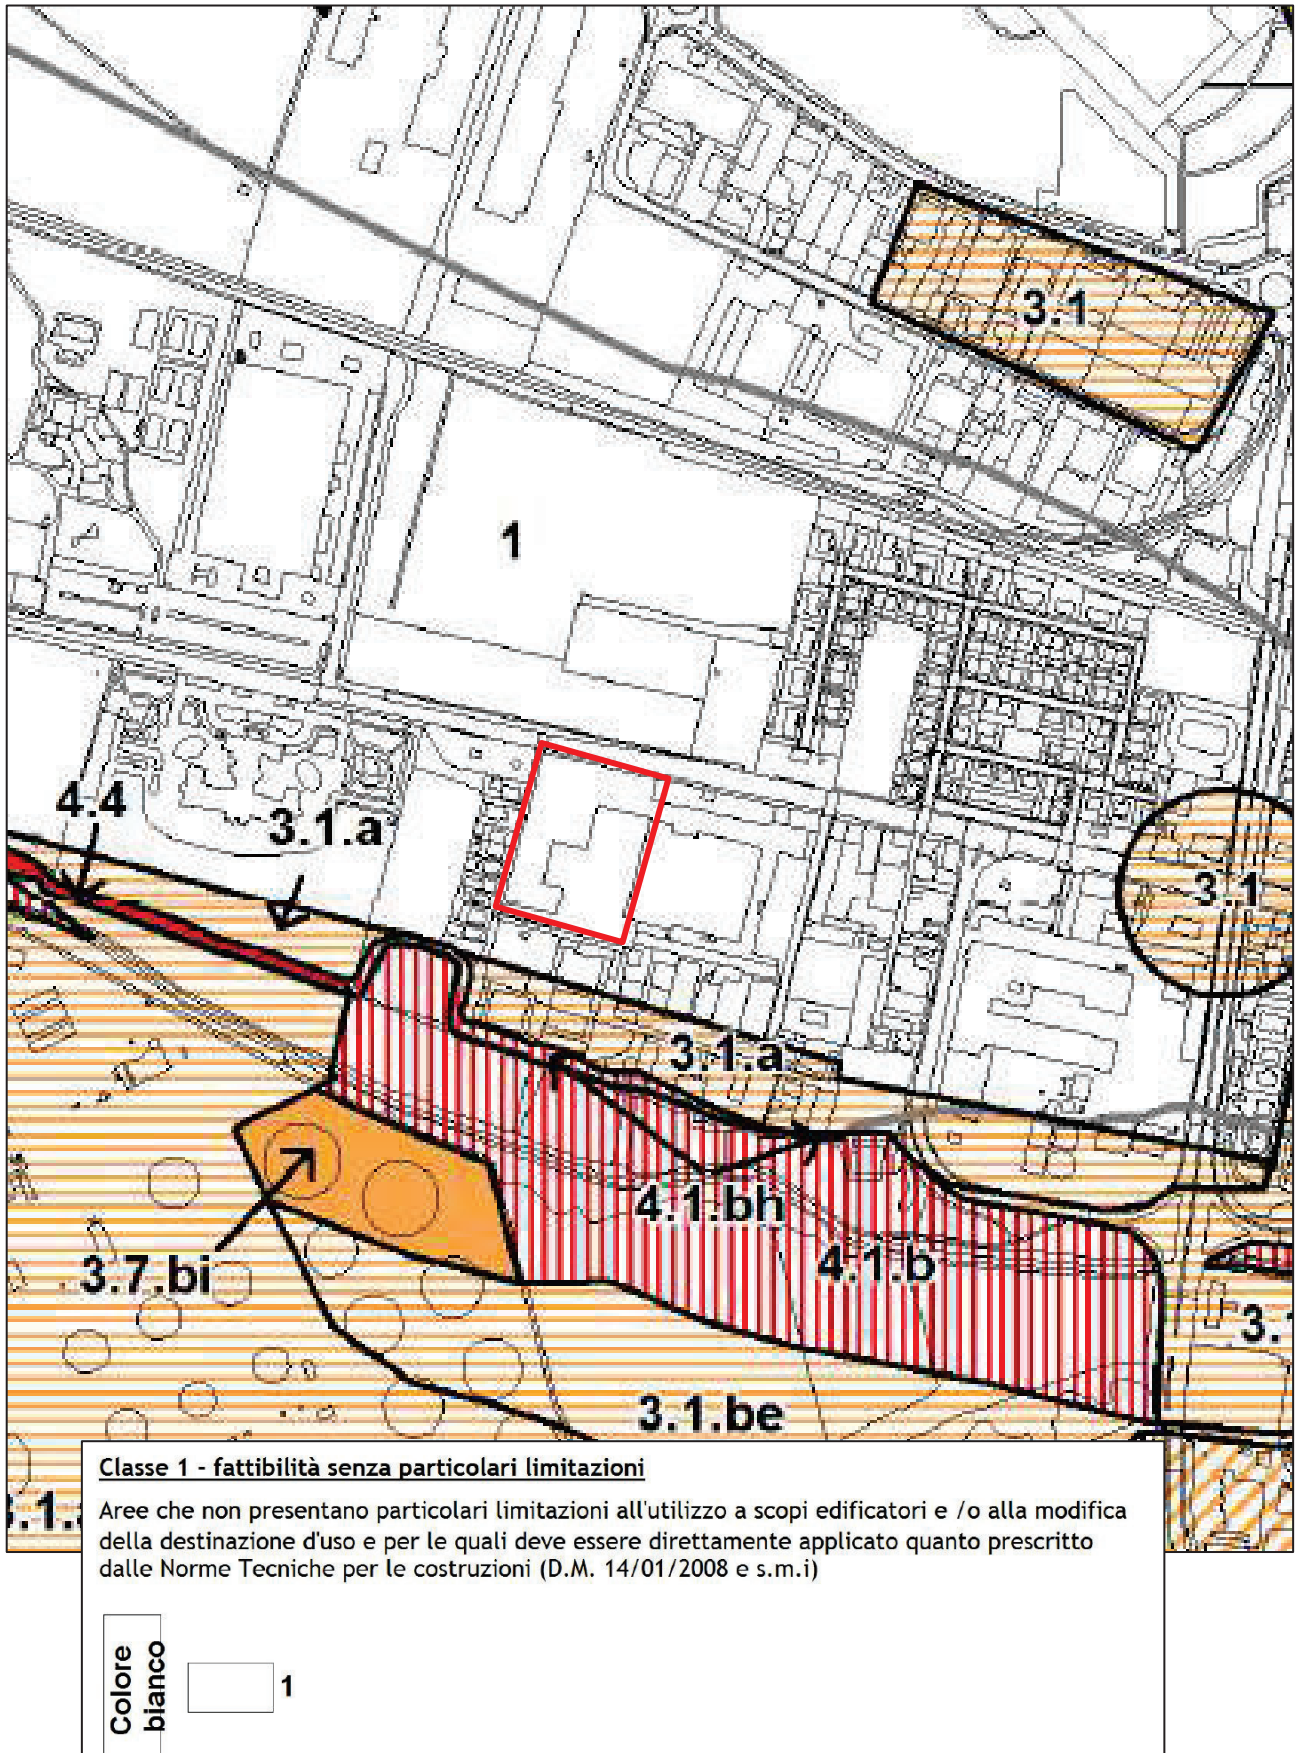 3.1
1
4.4
3.1.a
3.1
3.1.a
4.1.bh
4.1.b
3.7.bi
3.1.be
Classe 1 - fattibilità senza particolari limitazioni
Aree che non presentano particolari limitazioni all'utilizzo a scopi edificatori e /o alla modifica
della destinazione d'uso e per le quali deve essere direttamente applicato quanto prescritto
dalle Norme Tecniche per le costruzioni (D.M. 14/01/2008 e s.m.i)
Colore
bianco
1